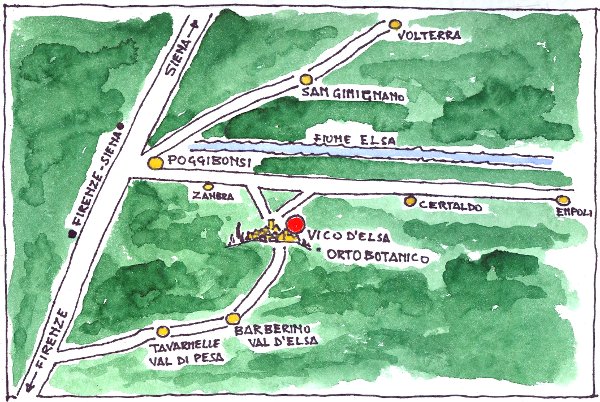 VOLTERRA
SIENA
SAN GIMIGNANO
FIUME ELSA
FIRENZE-SIENA
POGGIBONSI
ZAMBRA
CERTALDO
EMPOLI
VICO D'ELSA
ORTO BOTANICO
FIRENZE
BARBERINO
VAL D'ELSA
TAVARNELLE
VAL DI PESA